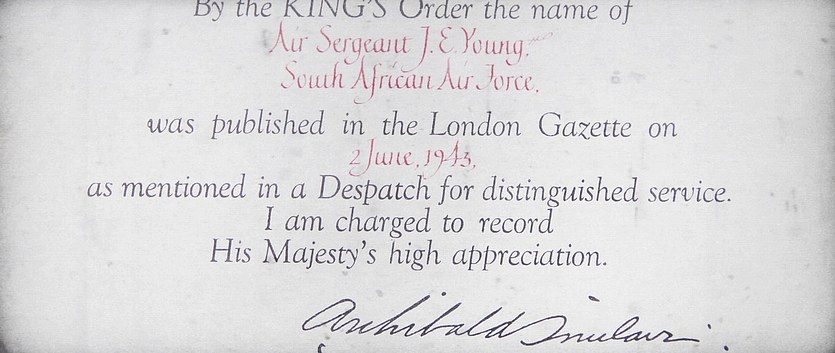 By the KING'S Order the name of
Air Sergeant J. E. Young.
South African Air Force.
was published in the London Gazette on
2 June, 1943.
as mentioned in a Despatch for distinguished service.
I am charged to record
His Majesty's high appreciation.
Archibald Sinclair